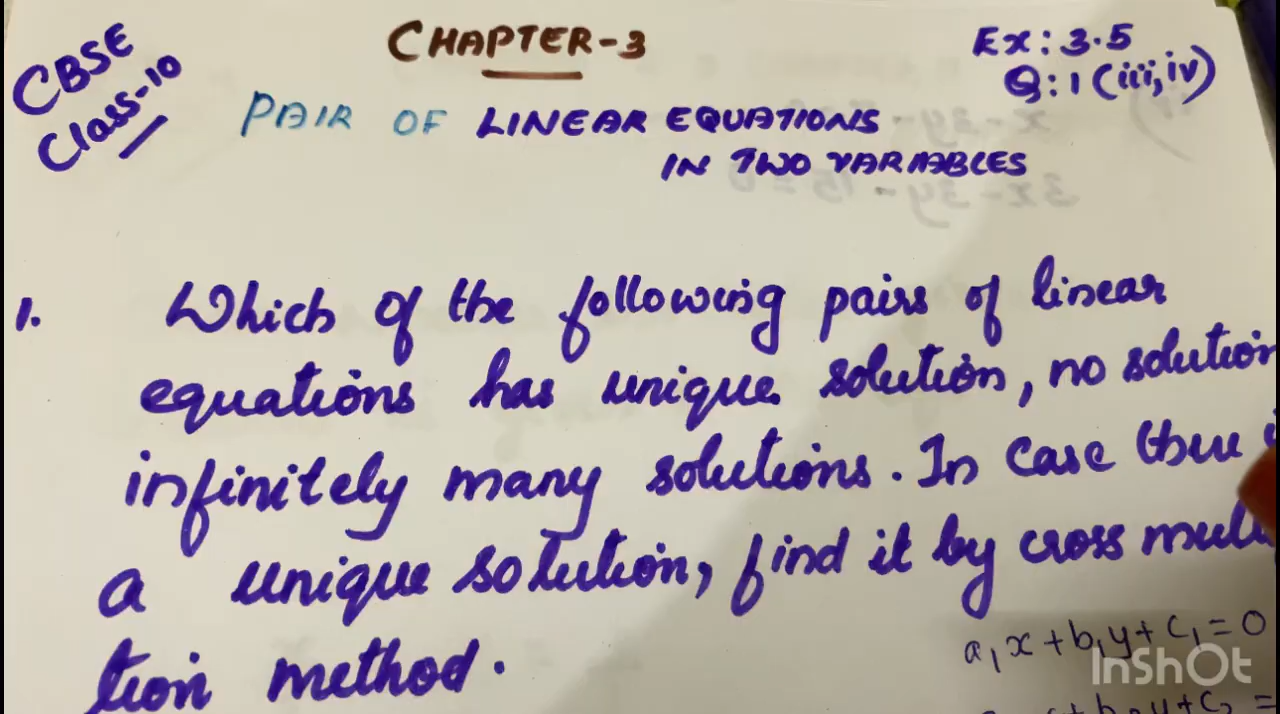 CBSE
Class-10
CHAPTER-3
Ex: 3.5
Q: 1 (iii, iv)
PAIR OF LINEAR EQUATIONS
IN TWO VARIABLES
1. Which of the following pairs of linear
equations has unique solution, no solution
infinitely many solutions. In case there
a unique solution, find it by cross mul
tion method.
a₁x + b₁y + c₁ = 0
InShOt